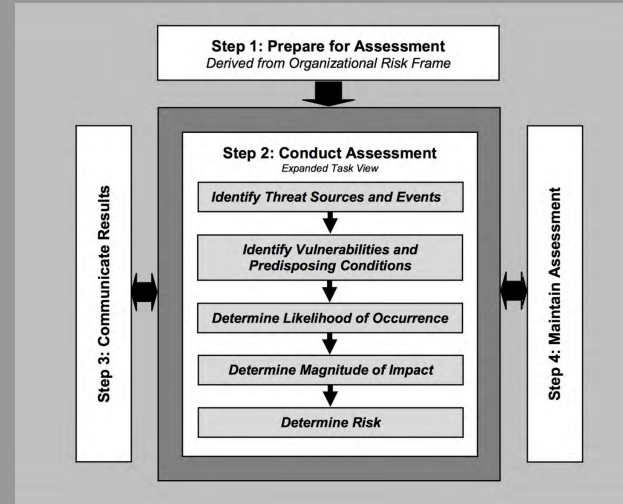 Step 1: Prepare for Assessment
Derived from Organizational Risk Frame
Step 2: Conduct Assessment
Expanded Task View
Identify Threat Sources and Events
Identify Vulnerabilities and
Predisposing Conditions
Determine Likelihood of Occurrence
Determine Magnitude of Impact
Determine Risk
Step 3: Communicate Results
Step 4: Maintain Assessment